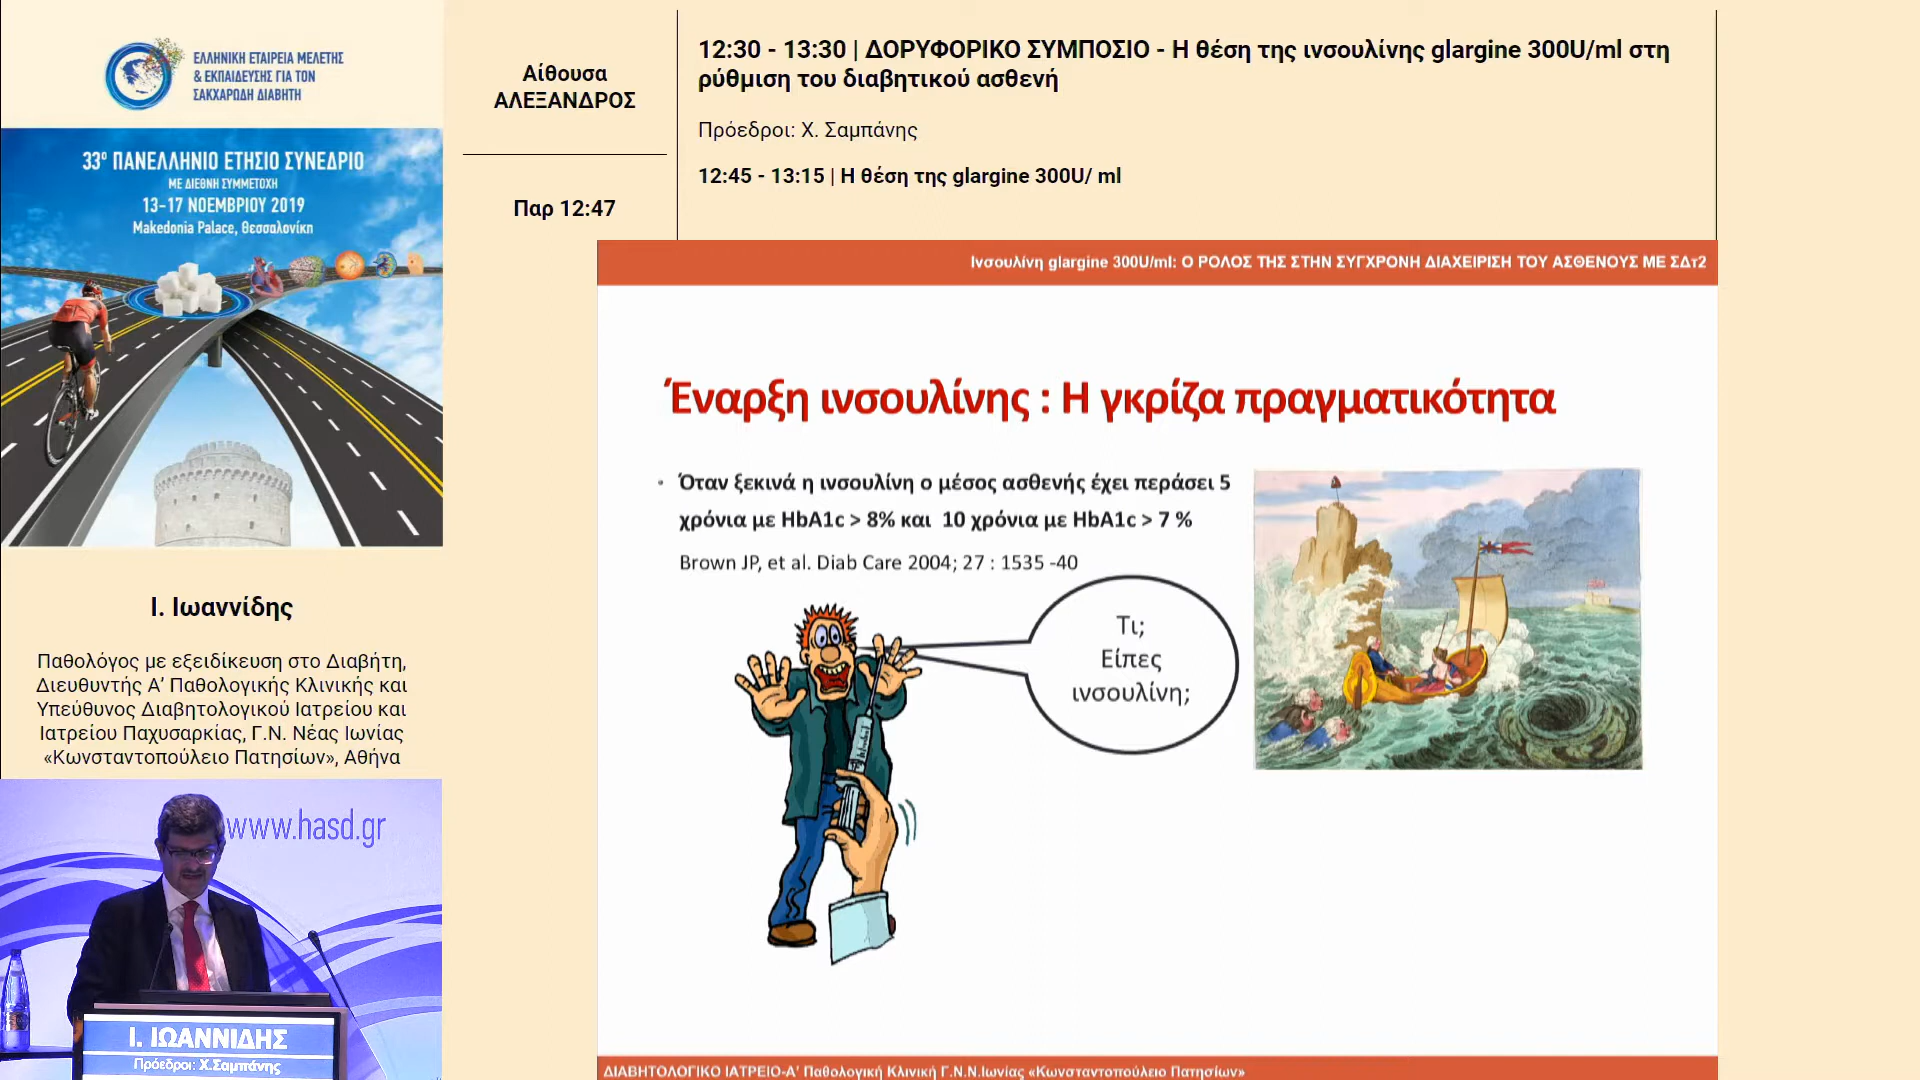 ΕΛΛΗΝΙΚΗ ΕΤΑΙΡΕΙΑ ΜΕΛΕΤΗΣ
& ΕΚΠΑΙΔΕΥΣΗΣ ΓΙΑ ΤΟΝ
ΣΑΚΧΑΡΩΔΗ ΔΙΑΒΗΤΗ
33ο ΠΑΝΕΛΛΗΝΙΟ ΕΤΗΣΙΟ ΣΥΝΕΔΡΙΟ
ΜΕ ΔΙΕΘΝΗ ΣΥΜΜΕΤΟΧΗ
13-17 ΝΟΕΜΒΡΙΟΥ 2019
Makedonia Palace, Θεσσαλονίκη
Αίθουσα
ΑΛΕΞΑΝΔΡΟΣ
Παρ 12:47
12:30 - 13:30 | ΔΟΡΥΦΟΡΙΚΟ ΣΥΜΠΟΣΙΟ - Η θέση της ινσουλίνης glargine 300U/ml στη
ρύθμιση του διαβητικού ασθενή
Πρόεδροι: Χ. Σαμπάνης
12:45 - 13:15 | Η θέση της glargine 300U/ ml
Ινσουλίνη glargine 300U/ml: Ο ΡΟΛΟΣ ΤΗΣ ΣΤΗΝ ΣΥΓΧΡΟΝΗ ΔΙΑΧΕΙΡΙΣΗ ΤΟΥ ΑΣΘΕΝΟΥΣ ΜΕ ΣΔτ2
Έναρξη ινσουλίνης : Η γκρίζα πραγματικότητα
• Όταν ξεκινά η ινσουλίνη ο μέσος ασθενής έχει περάσει 5
χρόνια με HbA1c > 8% και 10 χρόνια με HbA1c > 7 %
Brown JP, et al. Diab Care 2004; 27 : 1535 -40
Τι;
Είπες
ινσουλίνη;
ΔΙΑΒΗΤΟΛΟΓΙΚΟ ΙΑΤΡΕΙΟ-Α’ Παθολογική Κλινική Γ.Ν.Ν.Ιωνίας «Κωνσταντοπούλειο Πατησίων»
Ι. Ιωαννίδης
Παθολόγος με εξειδίκευση στο Διαβήτη,
Διευθυντής Α’ Παθολογικής Κλινικής και
Υπεύθυνος Διαβητολογικού Ιατρείου και
Ιατρείου Παχυσαρκίας, Γ.Ν. Νέας Ιωνίας
«Κωνσταντοπούλειο Πατησίων», Αθήνα
www.hasd.gr
Ι. ΙΩΑΝΝΙΔΗΣ
Πρόεδροι: Χ.Σαμπάνης